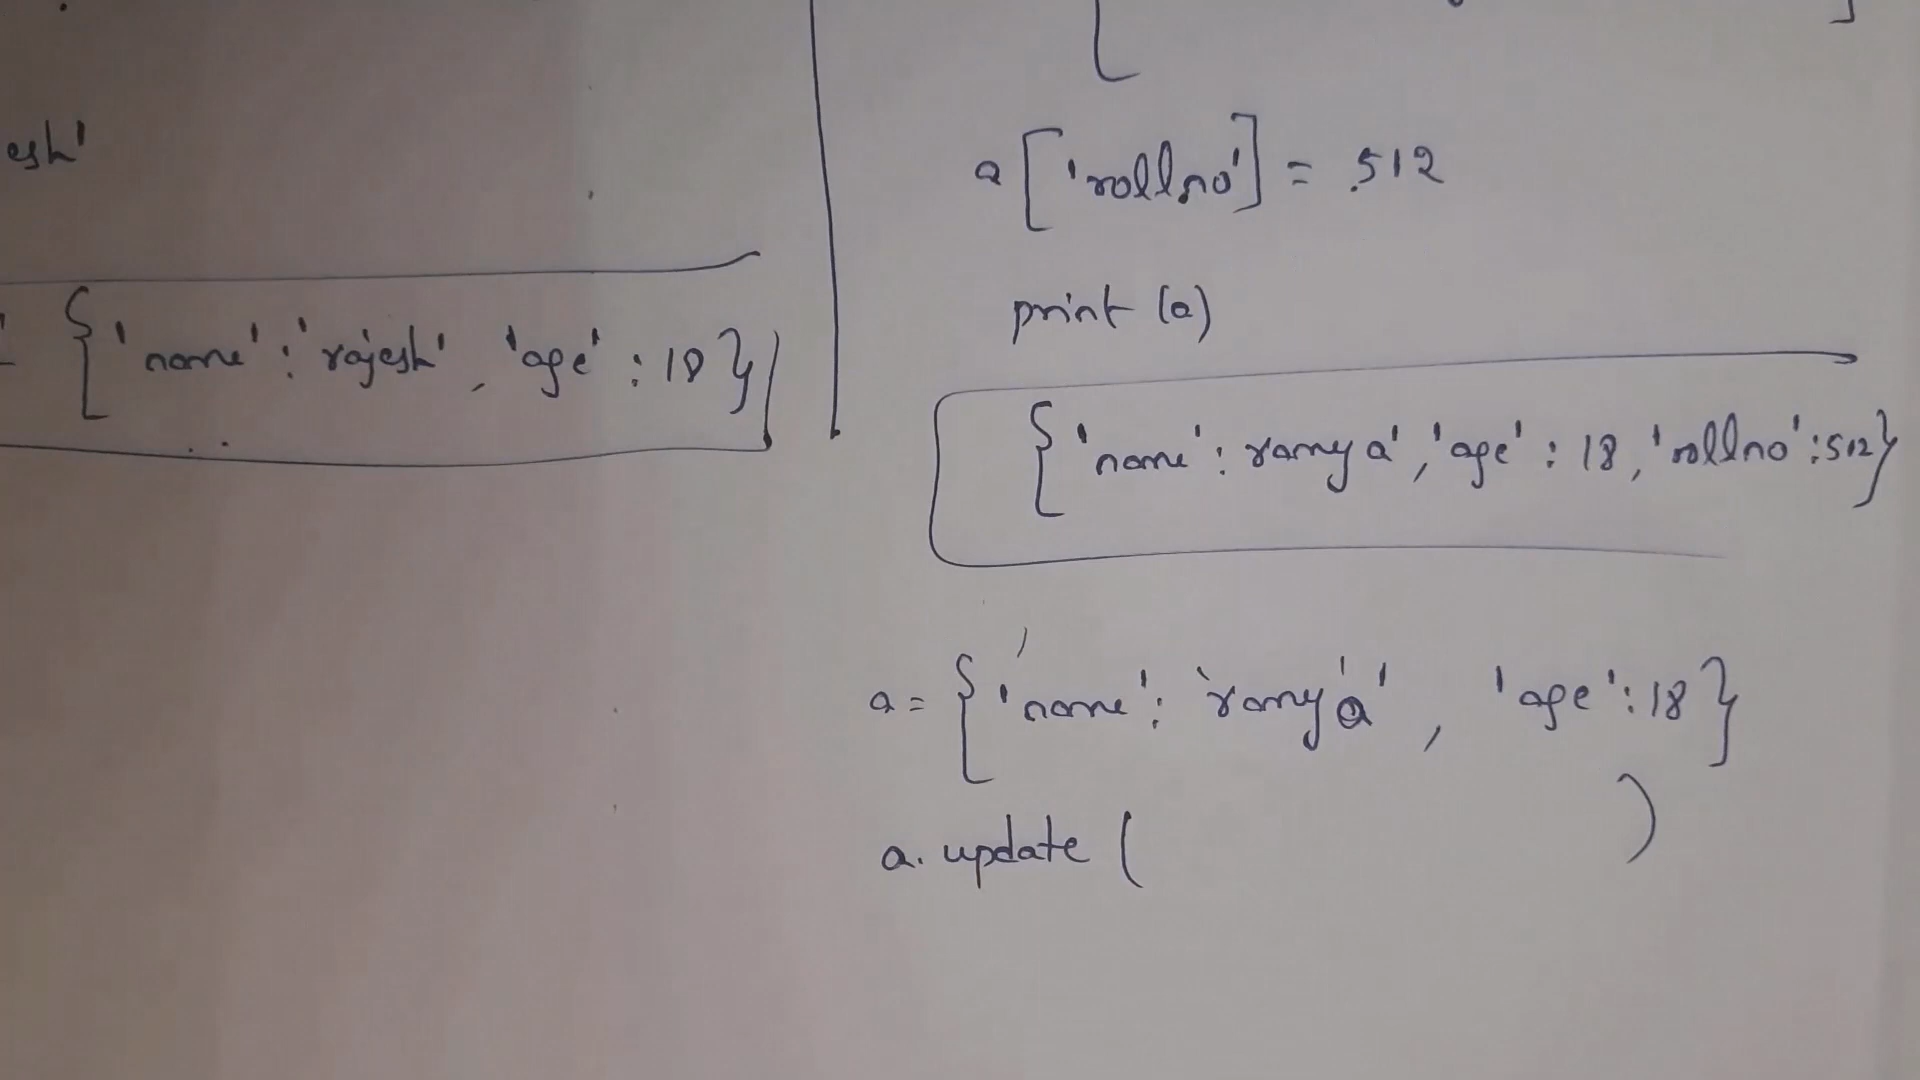 esh'
{'name':'rajesh', 'age':18}
a['rollno'] = 512
print (a)
{'name': ramya', 'age': 18, 'rollno':512}
a = {'name': 'ramya', 'age':18}
a. update ( )